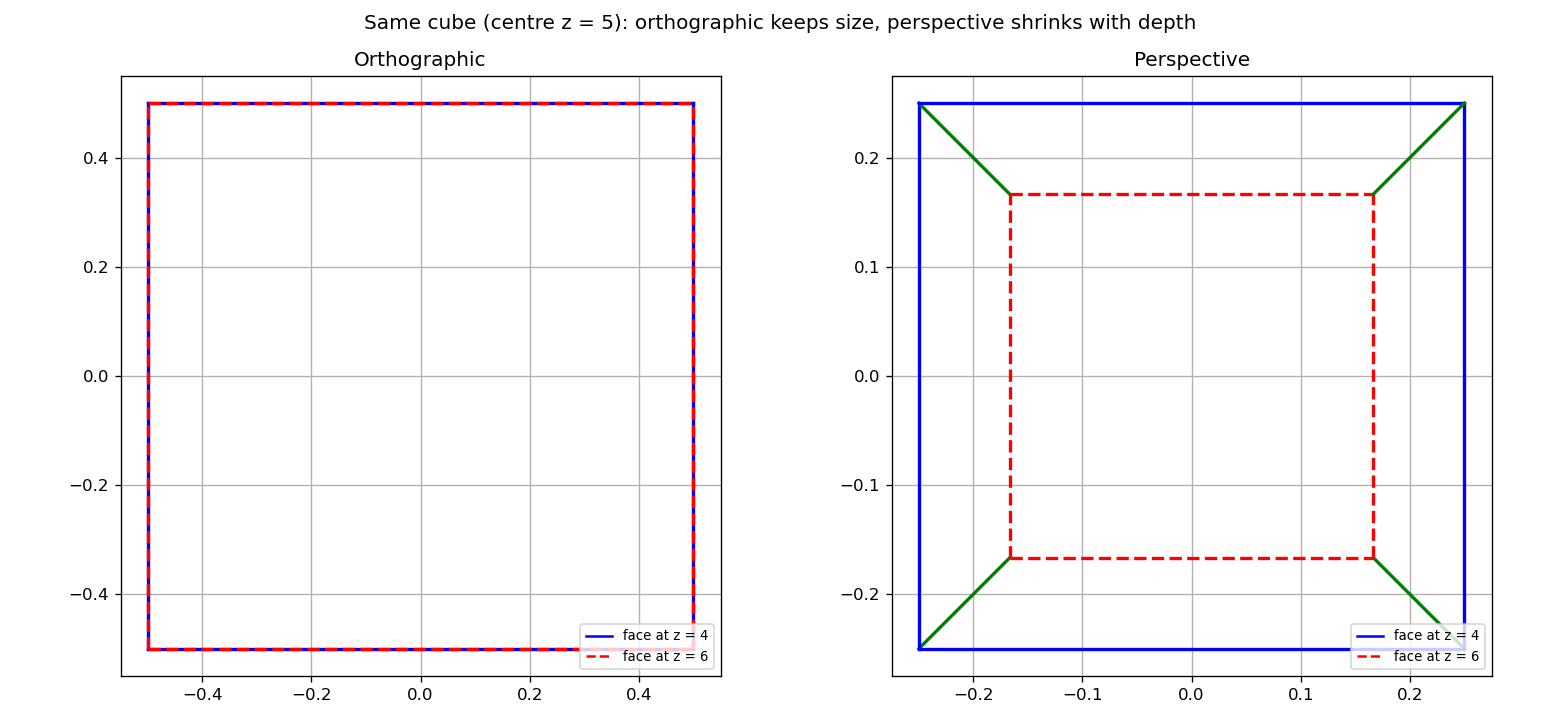 Same cube (centre z = 5): orthographic keeps size, perspective shrinks with depth
Orthographic
0.4
0.2
0.0
−0.2
−0.4
−0.4
−0.2
0.0
0.2
0.4
face at z = 4
face at z = 6
Perspective
0.2
0.1
0.0
−0.1
−0.2
−0.2
−0.1
0.0
0.1
0.2
face at z = 4
face at z = 6